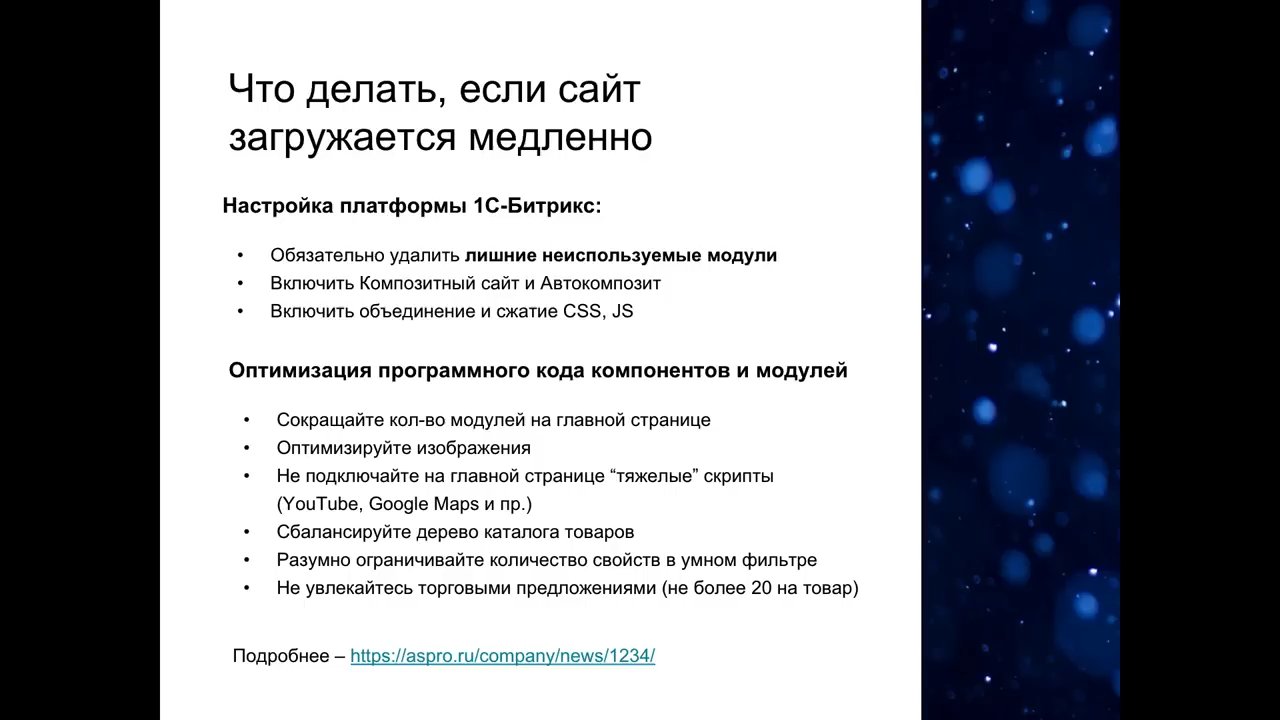 Что делать, если сайт
загружается медленно
Настройка платформы 1С-Битрикс:
• Обязательно удалить лишние неиспользуемые модули
• Включить Композитный сайт и Автокомпозит
• Включить объединение и сжатие CSS, JS
Оптимизация программного кода компонентов и модулей
• Сокращайте кол-во модулей на главной странице
• Оптимизируйте изображения
• Не подключайте на главной странице “тяжелые” скрипты
(YouTube, Google Maps и пр.)
• Сбалансируйте дерево каталога товаров
• Разумно ограничивайте количество свойств в умном фильтре
• Не увлекайтесь торговыми предложениями (не более 20 на товар)
Подробнее – https://aspro.ru/company/news/1234/